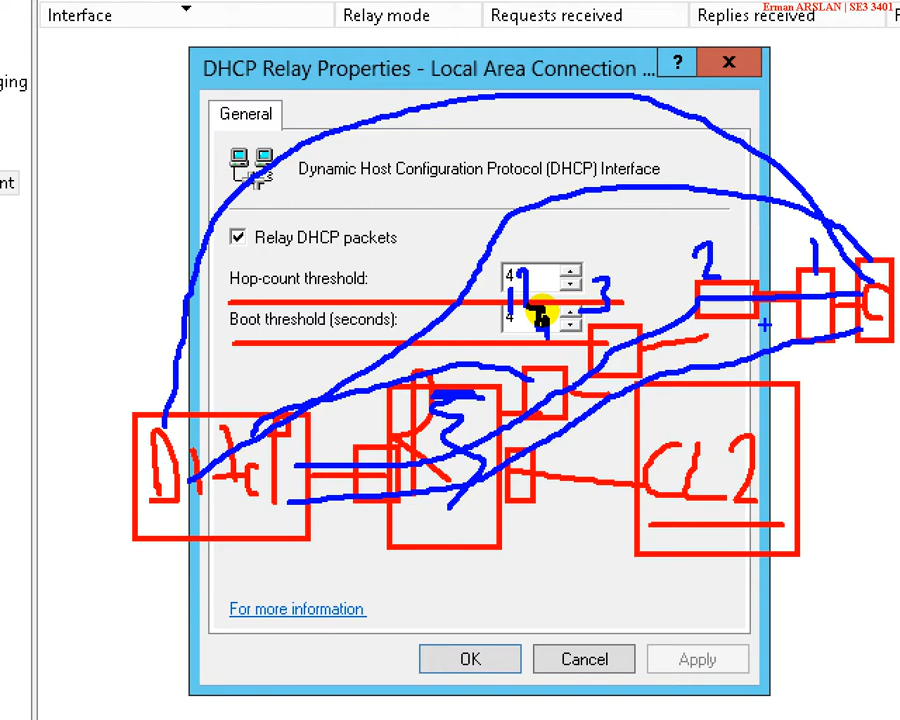 Erman ARSLAN | SE3 3401
Interface Relay mode Requests received Replies received
ging
DHCP Relay Properties - Local Area Connection ... ? X
General
nt
Dynamic Host Configuration Protocol (DHCP) Interface
Relay DHCP packets
2 1
Hop-count threshold: 4
3
Boot threshold (seconds): 4
C
3
CL2
For more information
OK Cancel Apply